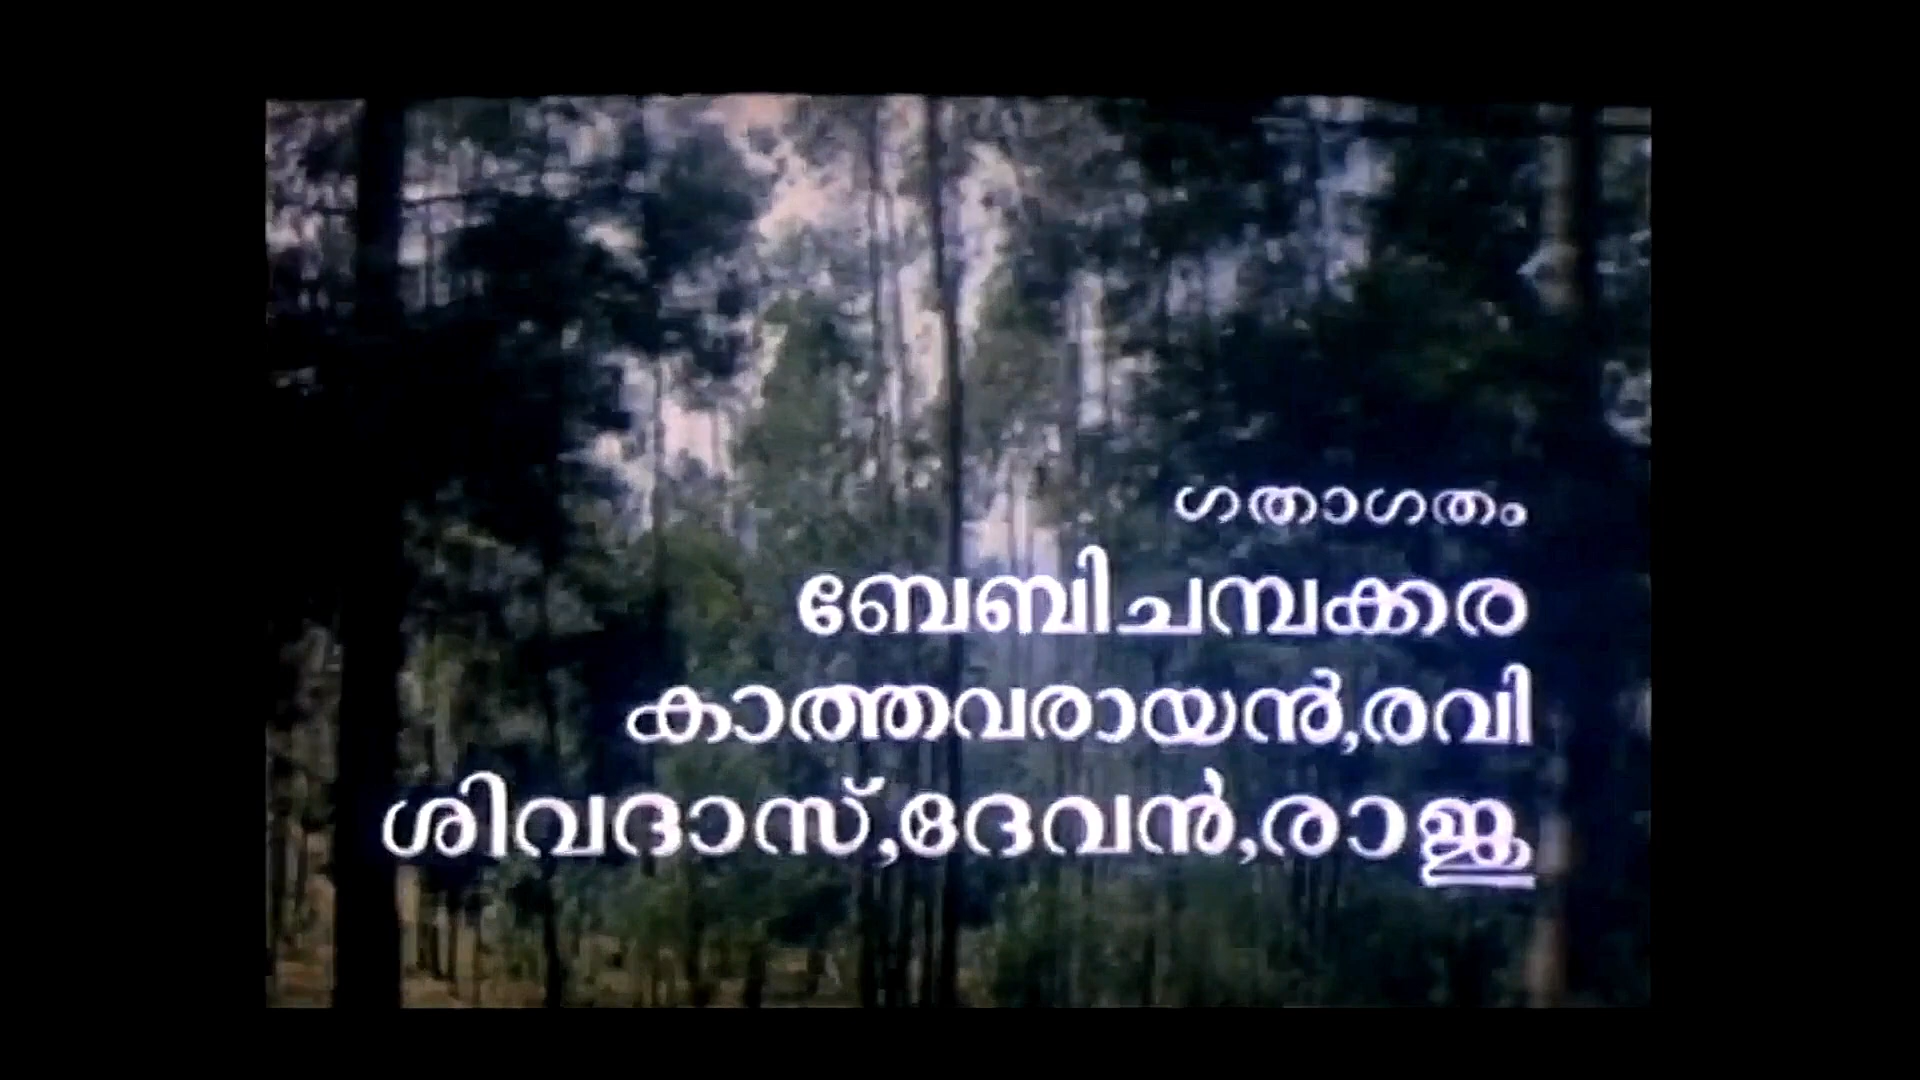 ഗതാഗതം
ബേബിചമ്പക്കര
കാത്തവരായൻ,രവി
ശിവദാസ്,ദേവൻ,രാജു